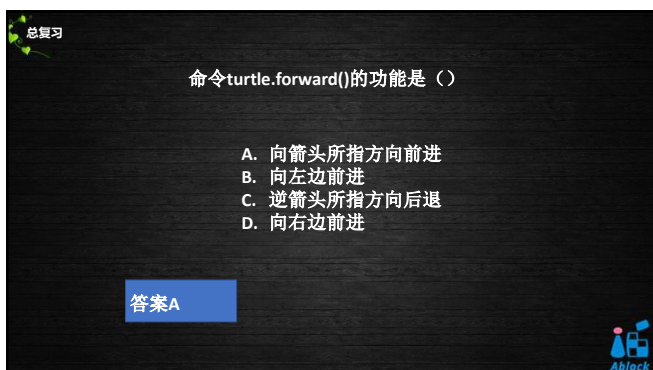 总复习
命令turtle.forward()的功能是（）
A. 向箭头所指方向前进
B. 向左边前进
C. 逆箭头所指方向后退
D. 向右边前进
答案A
Ablock